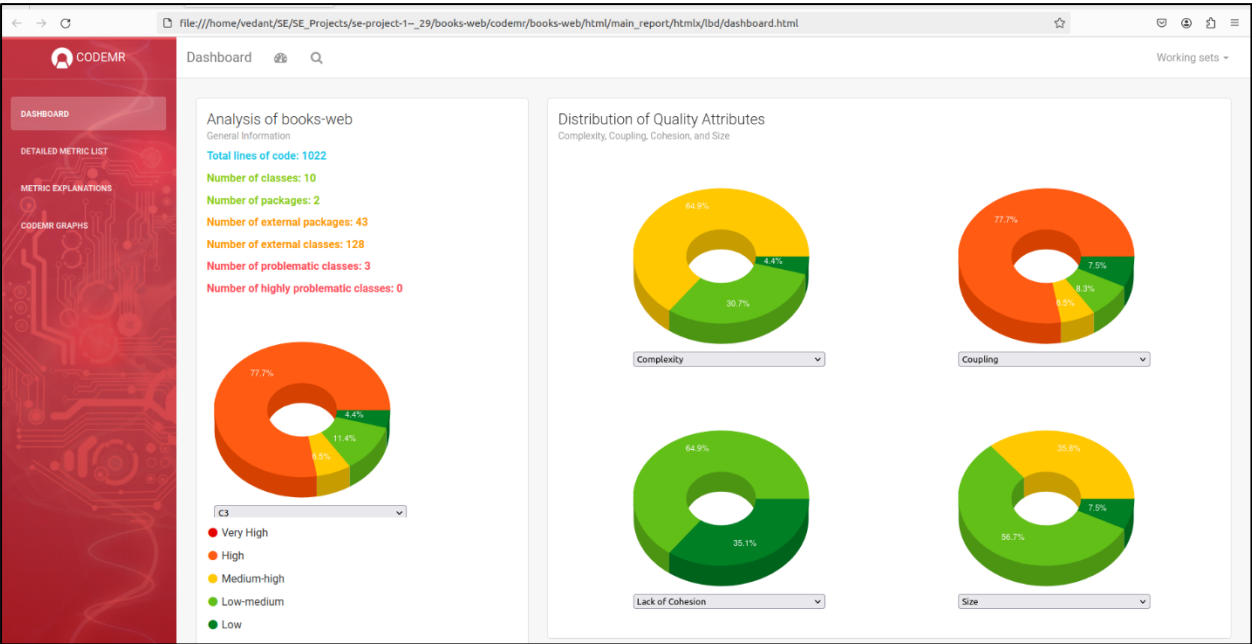 file:///home/vedant/SE/SE_Projects/se-project-1--_29/books-web/codemr/books-web/html/main_report/htmlx/lbd/dashboard.html
CODEMR
Dashboard
Working sets
DASHBOARD
DETAILED METRIC LIST
METRIC EXPLANATIONS
CODEMR GRAPHS
Analysis of books-web
General Information
Total lines of code: 1022
Number of classes: 10
Number of packages: 2
Number of external packages: 43
Number of external classes: 128
Number of problematic classes: 3
Number of highly problematic classes: 0
77.7%
4.4%
11.4%
6.5%
C3
Very High
High
Medium-high
Low-medium
Low
Distribution of Quality Attributes
Complexity, Coupling, Cohesion, and Size
64.9%
4.4%
30.7%
Complexity
77.7%
7.5%
8.3%
6.5%
Coupling
64.9%
35.1%
Lack of Cohesion
35.8%
7.5%
56.7%
Size